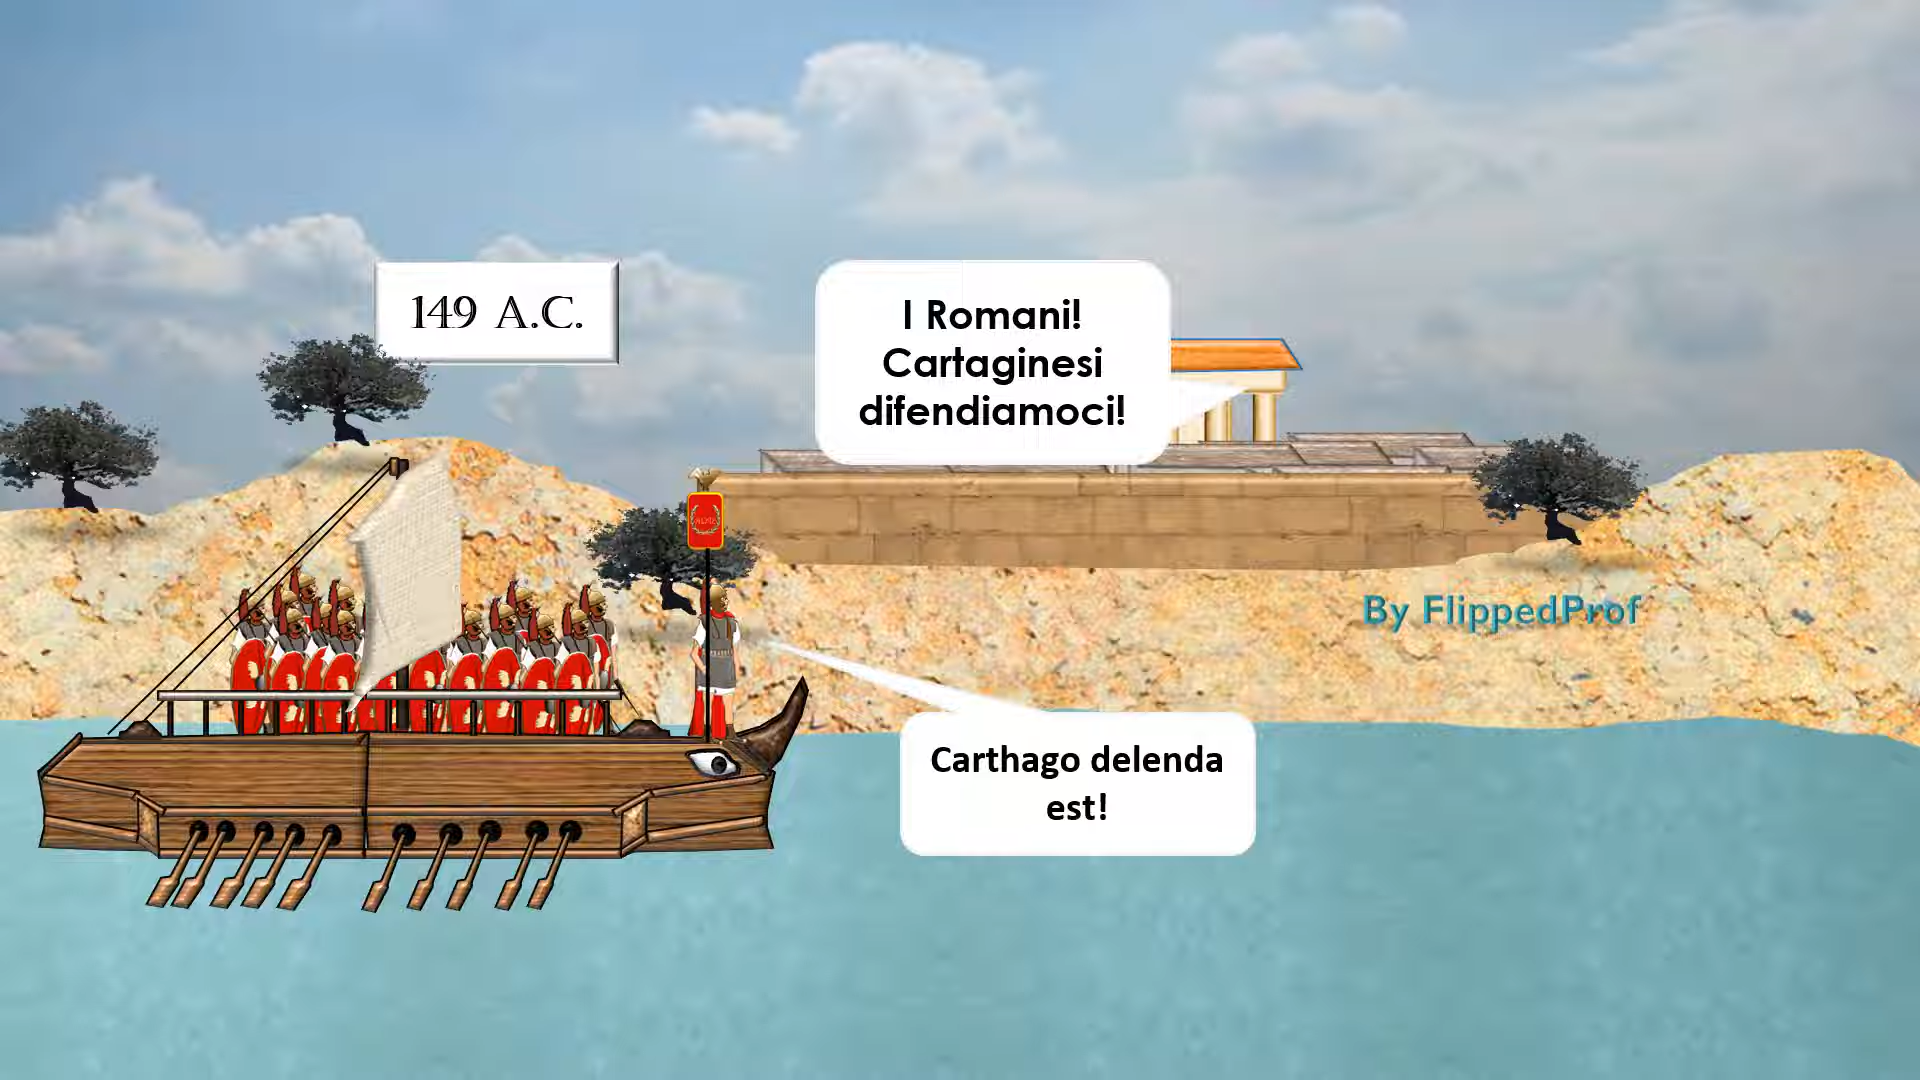 149 A.C.
I Romani!
Cartaginesi
difendiamoci!
By FlippedProf
Carthago delenda
est!